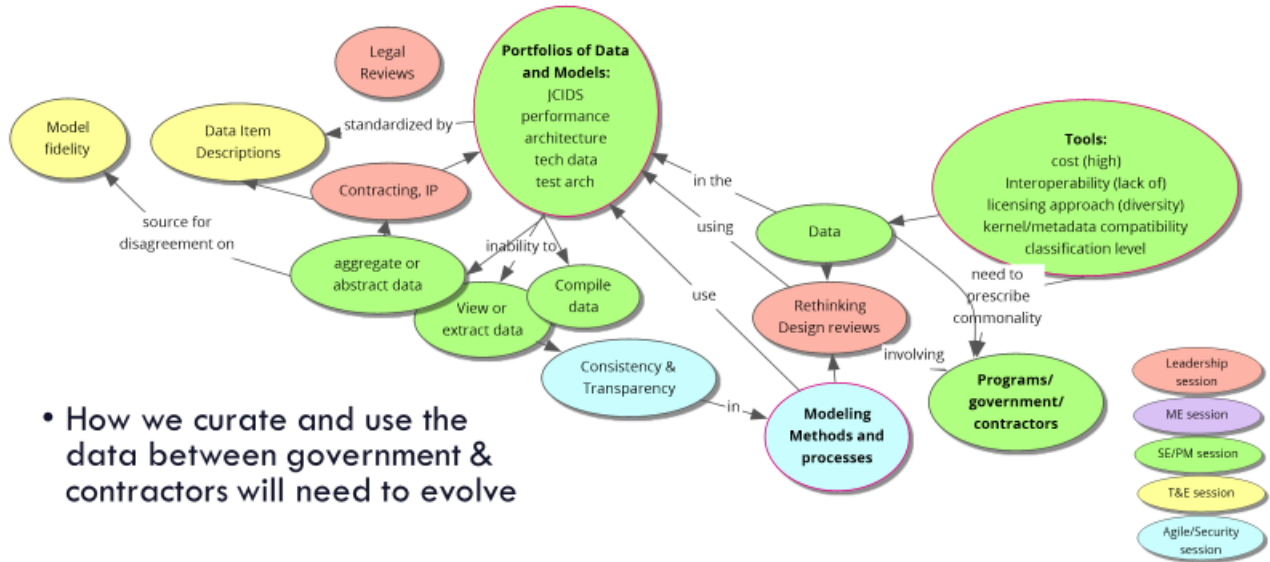 Legal
Reviews
Portfolios of Data
and Models:
JCIDS
performance
architecture
tech data
test arch
Model
fidelity
Data Item
Descriptions
standardized by
Contracting, IP
source for
disagreement on
aggregate or
abstract data
inability to
View or
extract data
Compile
data
Consistency &
Transparency
in
in the
using
use
Data
Rethinking
Design reviews
Modeling
Methods and
processes
Tools:
cost (high)
Interoperability (lack of)
licensing approach (diversity)
kernel/metadata compatibility
classification level
need to
prescribe
commonality
involving
Programs/
government/
contractors
• How we curate and use the
data between government &
contractors will need to evolve
Leadership
session
ME session
SE/PM session
T&E session
Agile/Security
session